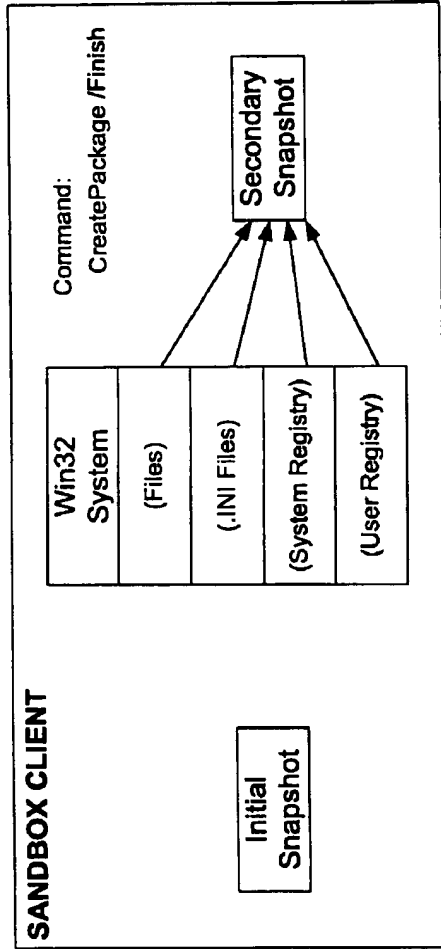 SANDBOX CLIENT
Initial
Snapshot
Win32
System
(Files)
(.INI Files)
(System Registry)
(User Registry)
Command:
CreatePackage /Finish
Secondary
Snapshot